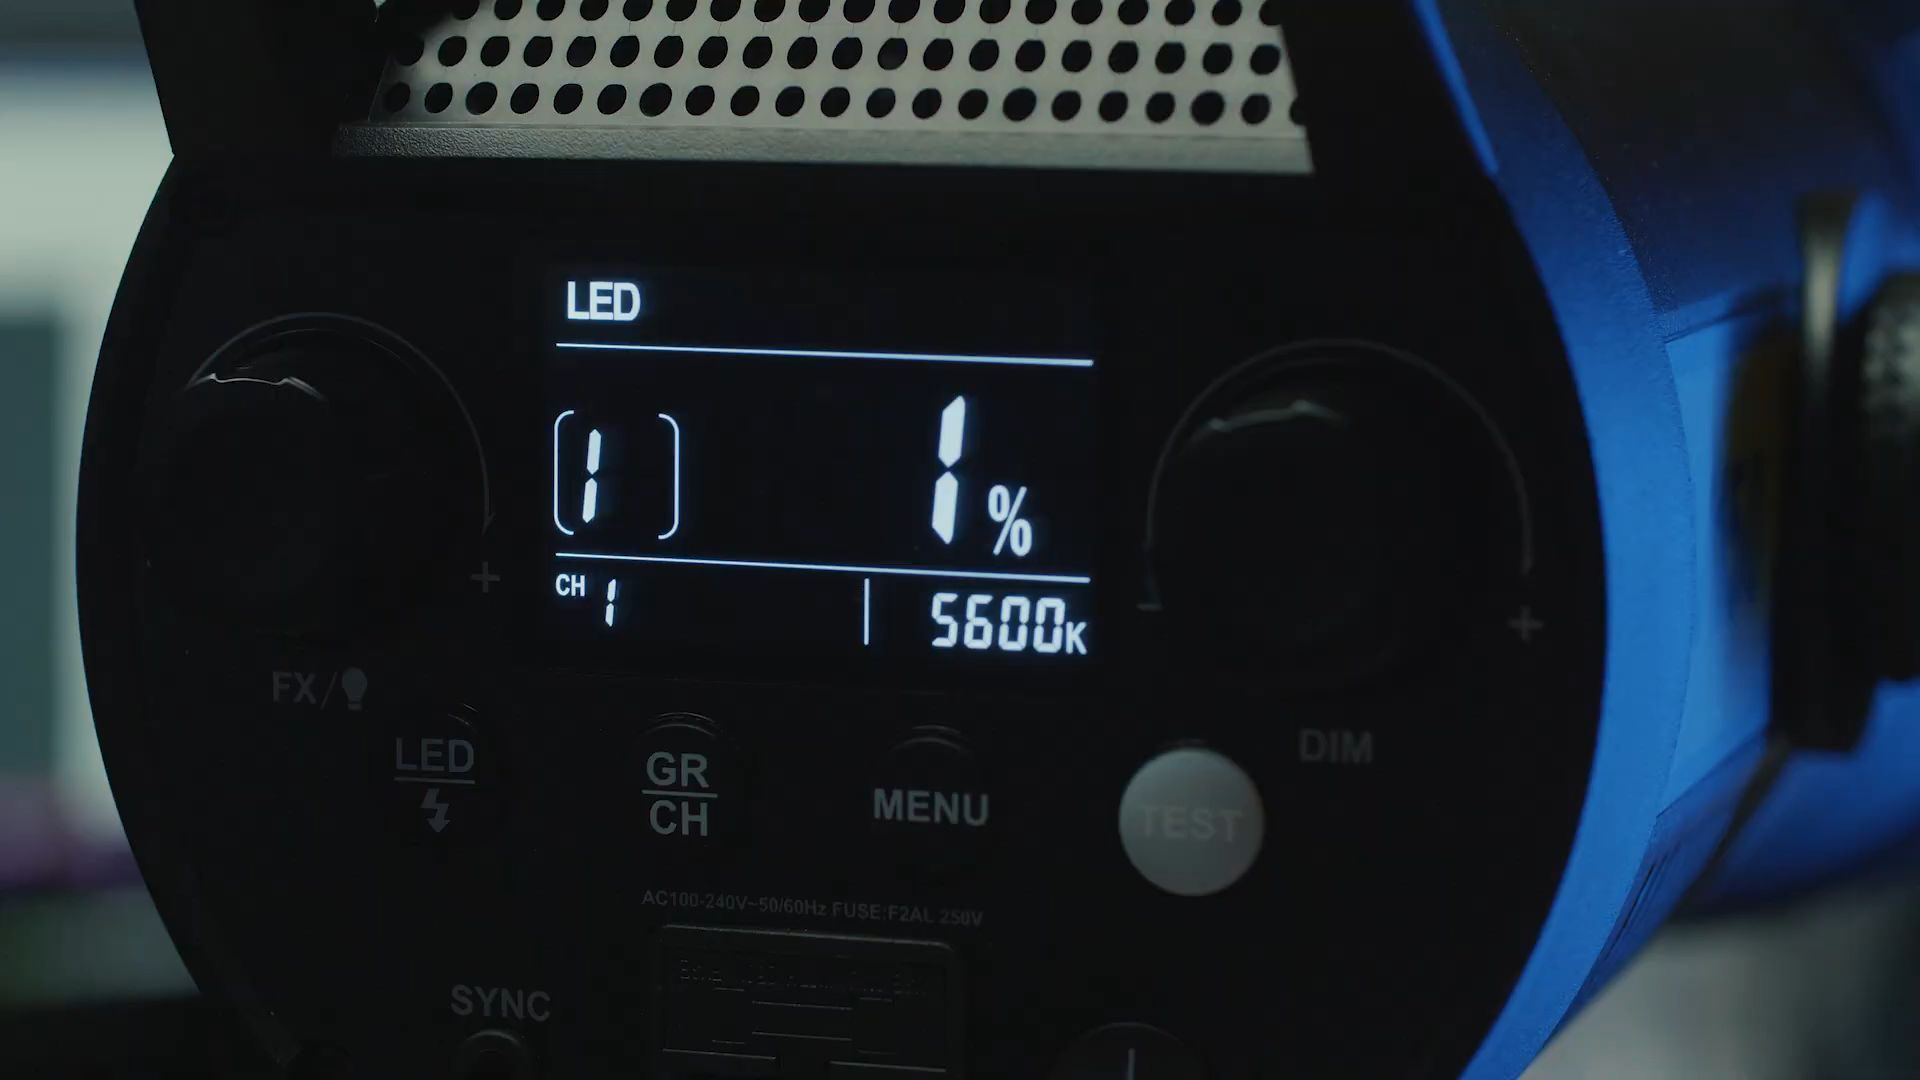 LED
[1] 1%
CH 1 | 5600K
- + - +
FX/
DIM
LED
GR
CH
MENU
TEST
AC100-240V~50/60Hz FUSE:F2AL 250V
SYNC